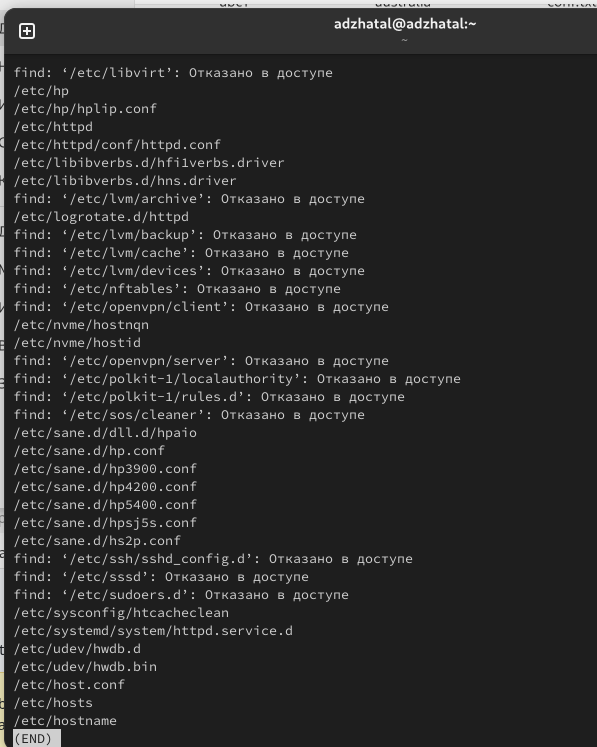 adzhatal@adzhatal:~
~
find: ‘/etc/libvirt’: Отказано в доступе
/etc/hp
/etc/hp/hplip.conf
/etc/httpd
/etc/httpd/conf/httpd.conf
/etc/libibverbs.d/hfi1verbs.driver
/etc/libibverbs.d/hns.driver
find: ‘/etc/lvm/archive’: Отказано в доступе
/etc/logrotate.d/httpd
find: ‘/etc/lvm/backup’: Отказано в доступе
find: ‘/etc/lvm/cache’: Отказано в доступе
find: ‘/etc/lvm/devices’: Отказано в доступе
find: ‘/etc/nftables’: Отказано в доступе
find: ‘/etc/openvpn/client’: Отказано в доступе
/etc/nvme/hostnqn
/etc/nvme/hostid
find: ‘/etc/openvpn/server’: Отказано в доступе
find: ‘/etc/polkit-1/localauthority’: Отказано в доступе
find: ‘/etc/polkit-1/rules.d’: Отказано в доступе
find: ‘/etc/sos/cleaner’: Отказано в доступе
/etc/sane.d/dll.d/hpaio
/etc/sane.d/hp.conf
/etc/sane.d/hp3900.conf
/etc/sane.d/hp4200.conf
/etc/sane.d/hp5400.conf
/etc/sane.d/hpsj5s.conf
/etc/sane.d/hs2p.conf
find: ‘/etc/ssh/sshd_config.d’: Отказано в доступе
find: ‘/etc/sssd’: Отказано в доступе
find: ‘/etc/sudoers.d’: Отказано в доступе
/etc/sysconfig/htcacheclean
/etc/systemd/system/httpd.service.d
/etc/udev/hwdb.d
/etc/udev/hwdb.bin
/etc/host.conf
/etc/hosts
/etc/hostname
(END)